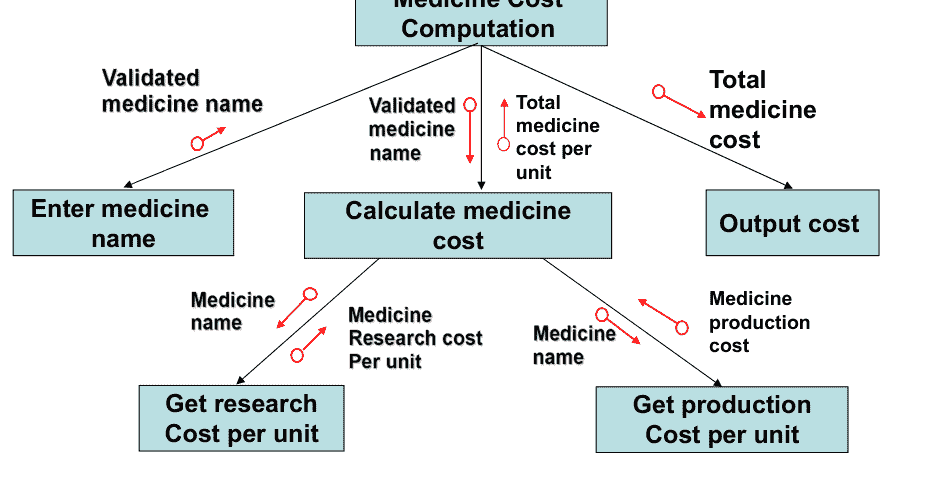 Medicine Cost
Computation
Validated
medicine name
Validated
medicine
name
Total
medicine
cost per
unit
Total
medicine
cost
Enter medicine
name
Calculate medicine
cost
Output cost
Medicine
name
Medicine
Research cost
Per unit
Medicine
name
Medicine
production
cost
Get research
Cost per unit
Get production
Cost per unit